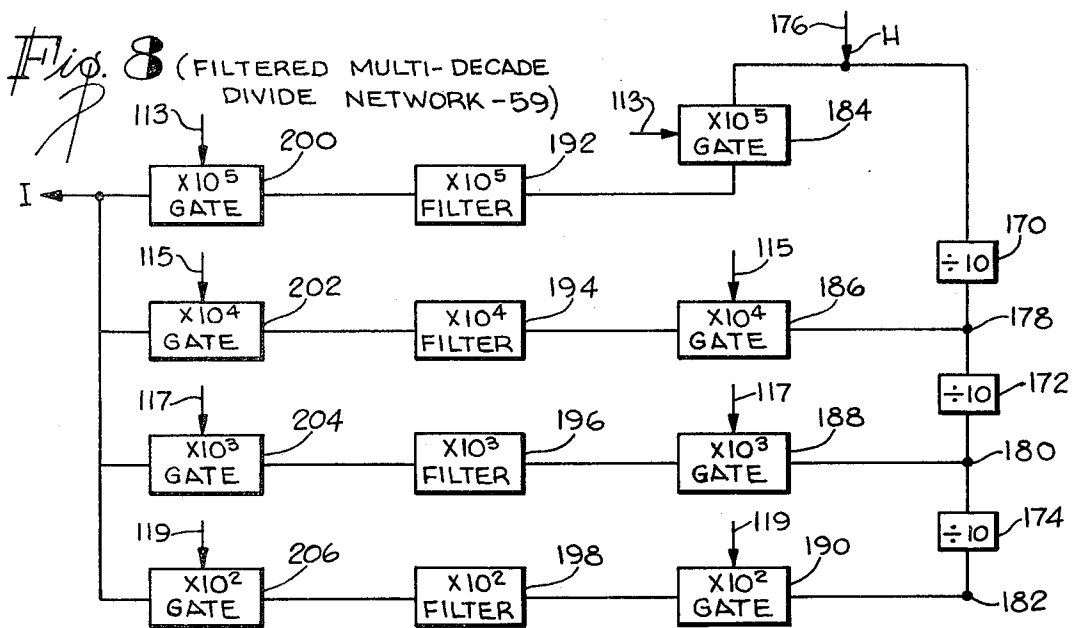 Fig. 8 (FILTERED MULTI-DECADE
DIVIDE NETWORK-59)
176 H
113 200 192 113 X10⁵ GATE 184
I X10⁵ GATE X10⁵ FILTER
170
÷10
115 202 194 115 186
X10⁴ GATE X10⁴ FILTER X10⁴ GATE 178
÷10 172
117 204 196 117 188
X10³ GATE X10³ FILTER X10³ GATE 180
÷10 174
119 206 198 119 190
X10² GATE X10² FILTER X10² GATE 182